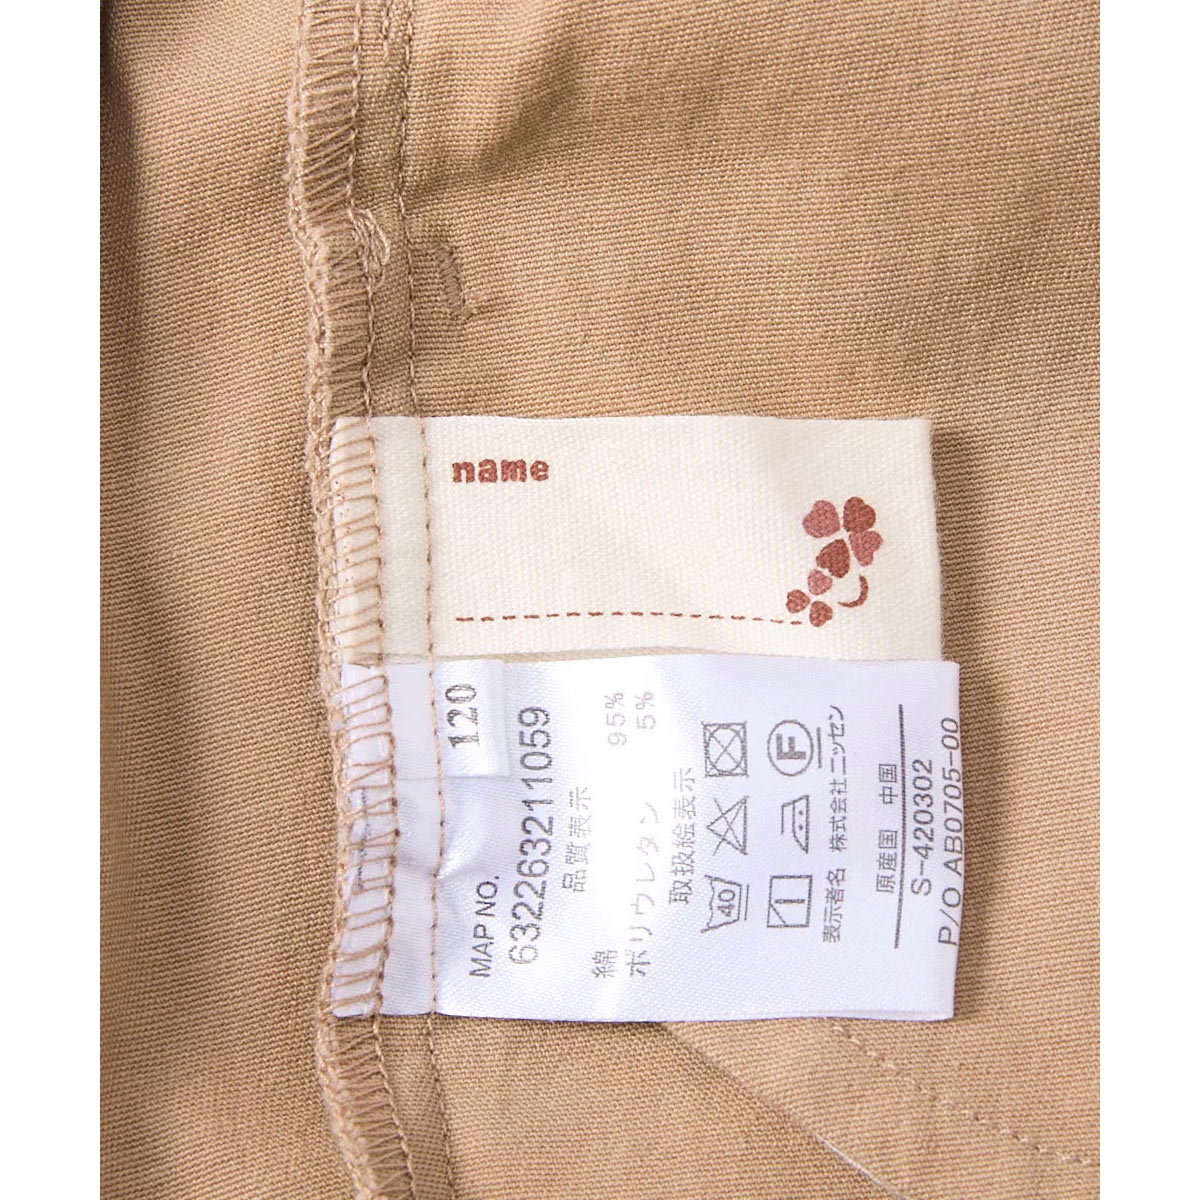 name
120
MAP NO.
6322632110​59
品質表示
綿 95%
ポリウレタン 5%
取扱絵表示
40
F
表示者名 株式会社ニッセン
原産国 中国
S-420302
P/O AB0705-00